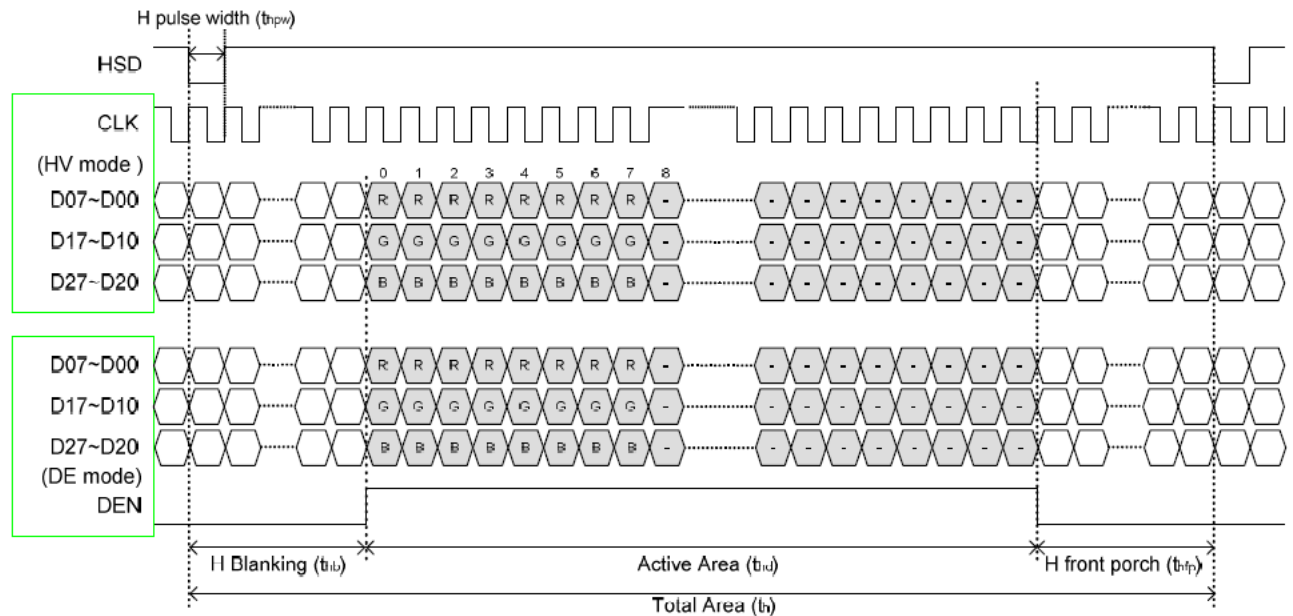 H pulse width (thpw)
HSD
CLK
(HV mode )
0 1 2 3 4 5 6 7 8
D07~D00 R R R R R R R R - - - - - - - - -
D17~D10 G G G G G G G G - - - - - - - - -
D27~D20 B B B B B B B B - - - - - - - - -
D07~D00 R R R R R R R R - - - - - - - - -
D17~D10 G G G G G G G G - - - - - - - - -
D27~D20 B B B B B B B B - - - - - - - - -
(DE mode)
DEN
H Blanking (thb) Active Area (thd) H front porch (thfp)
Total Area (th)